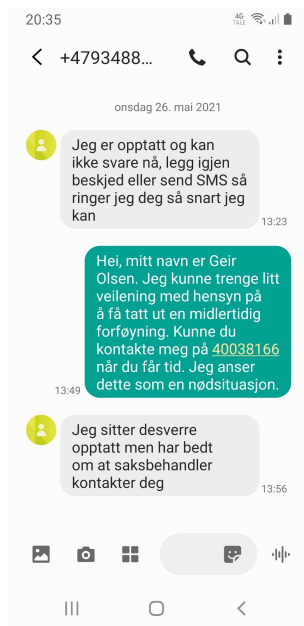 20:35
4G
TALE
+4793488...
onsdag 26. mai 2021
Jeg er opptatt og kan
ikke svare nå, legg igjen
beskjed eller send SMS så
ringer jeg deg så snart jeg
kan
13:23
Hei, mitt navn er Geir
Olsen. Jeg kunne trenge litt
veilening med hensyn på
å få tatt ut en midlertidig
forføyning. Kunne du
kontakte meg på 40038166
når du får tid. Jeg anser
dette som en nødsituasjon.
13:49
Jeg sitter desverre
opptatt men har bedt
om at saksbehandler
kontakter deg
13:56